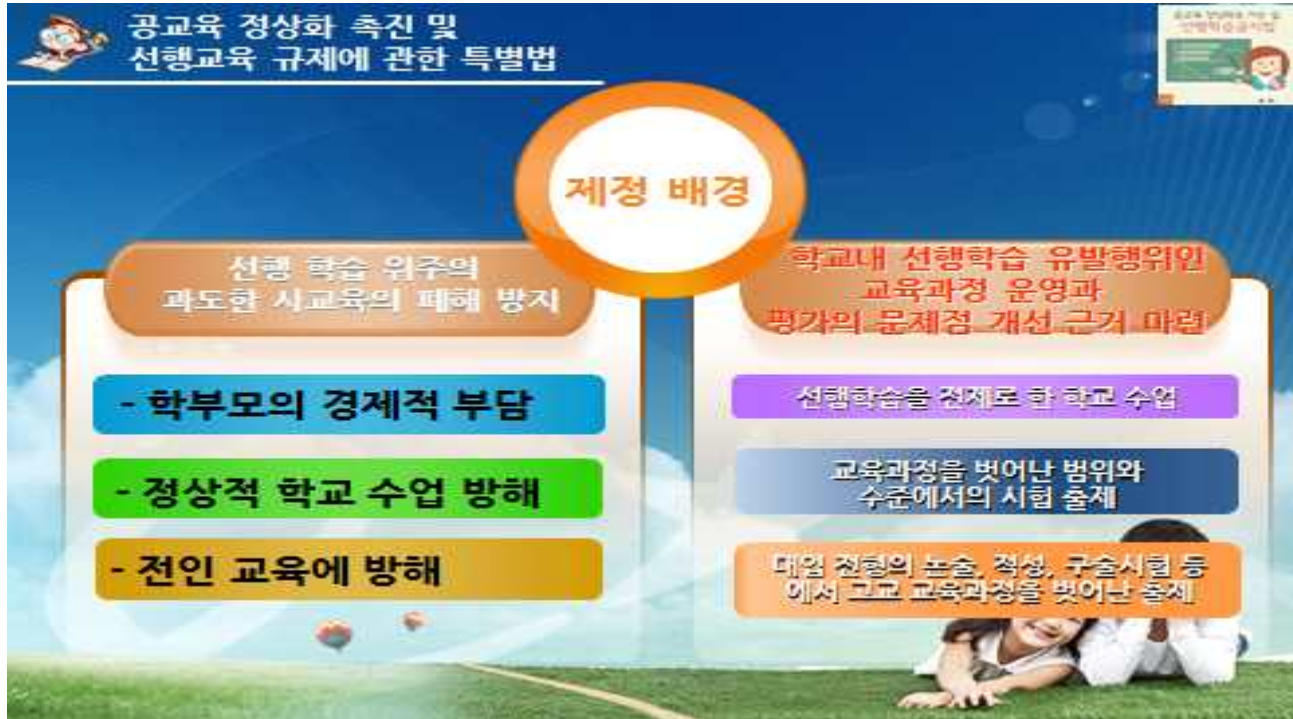 공교육 정상화 촉진 및
선행교육 규제에 관한 특별법
제정 배경
선행 학습 위주의
과도한 사교육의 폐해 방지
- 학부모의 경제적 부담
- 정상적 학교 수업 방해
- 전인 교육에 방해
학교내 선행학습 유발행위인
교육과정 운영과
평가의 문제점 개선 근거 마련
선행학습을 전제로 한 학교 수업
교육과정을 벗어난 범위와
수준에서의 시험 출제
대입 전형의 논술, 적성, 구술시험 등
에서 고교 교육과정을 벗어난 출제